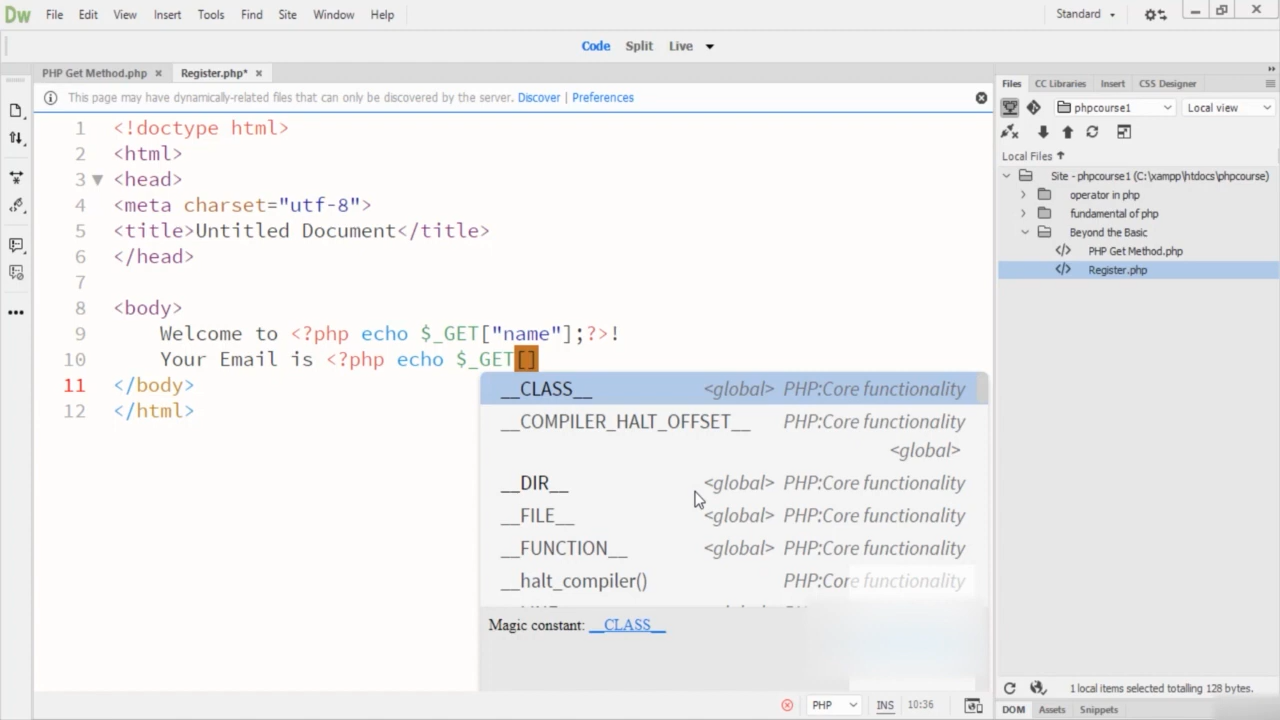 Dw File Edit View Insert Tools Find Site Window Help Standard
Code Split Live
PHP Get Method.php × Register.php* ×
This page may have dynamically-related files that can only be discovered by the server. Discover | Preferences
1 <!doctype html>
2 <html>
3 <head>
4 <meta charset="utf-8">
5 <title>Untitled Document</title>
6 </head>
7
8 <body>
9 Welcome to <?php echo $_GET["name"];?>!
10 Your Email is <?php echo $_GET[]
11 </body>
12 </html>
__CLASS__ <global> PHP:Core functionality
__COMPILER_HALT_OFFSET__ PHP:Core functionality
<global>
__DIR__ <global> PHP:Core functionality
__FILE__ <global> PHP:Core functionality
__FUNCTION__ <global> PHP:Core functionality
__halt_compiler() PHP:Core functionality
Magic constant: __CLASS__
PHP INS 10:36
Files CC Libraries Insert CSS Designer
phpcourse1 Local view
Local Files
Site - phpcourse1 (C:\xampp\htdocs\phpcourse)
operator in php
fundamental of php
Beyond the Basic
PHP Get Method.php
Register.php
1 local items selected totalling 128 bytes.
DOM Assets Snippets